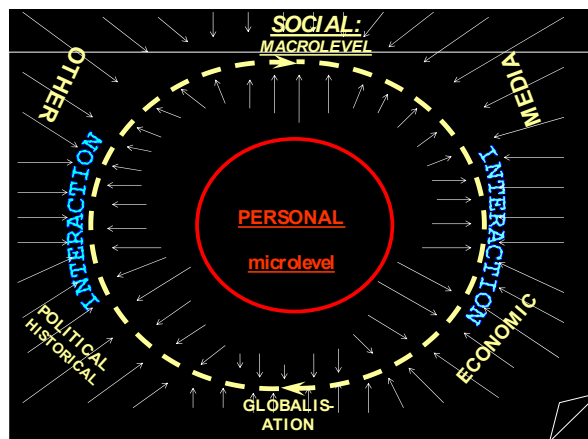 SOCIAL:
MACROLEVEL
OTHER
MEDIA
INTERACTION
INTERACTION
PERSONAL
microlevel
POLITICAL
HISTORICAL
ECONOMIC
GLOBALIS-
ATION